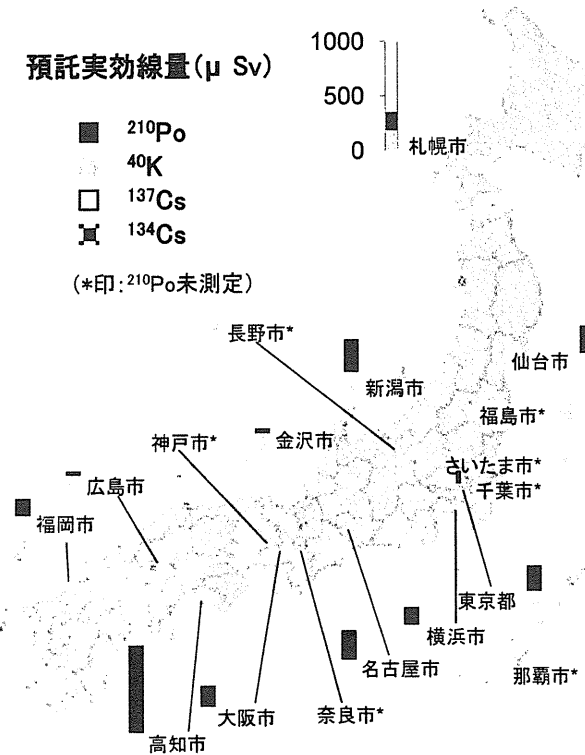 預託実効線量(μ Sv)
²¹⁰Po
⁴⁰K
¹³⁷Cs
¹³⁴Cs
(*印:²¹⁰Po未測定)
1000
500
0
札幌市
長野市*
新潟市
仙台市
福島市*
神戸市*
金沢市
さいたま市*
千葉市*
広島市
福岡市
東京都
横浜市
名古屋市
那覇市*
大阪市
奈良市*
高知市